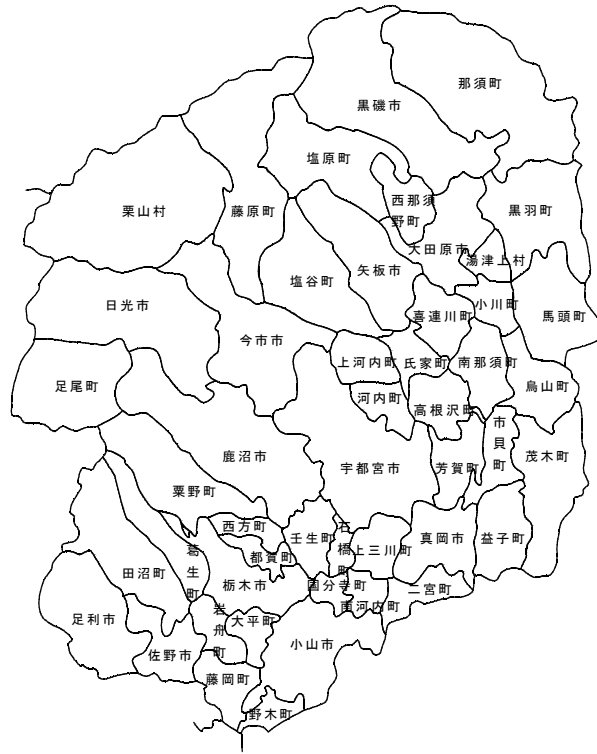 那須町
黒磯市
塩原町
西那須
野町
黒羽町
栗山村
藤原町
大田原市
湯津上村
矢板市
塩谷町
日光市
小川町
馬頭町
喜連川町
今市市
上河内町
氏家町
南那須町
足尾町
烏山町
河内町
高根沢町
市貝町
鹿沼市
宇都宮市
芳賀町
茂木町
粟野町
西方町
壬生町
石橋町
上三川町
真岡市
益子町
都賀町
葛生町
田沼町
栃木市
国分寺町
二宮町
南河内町
足利市
岩舟町
大平町
小山市
佐野市
藤岡町
野木町